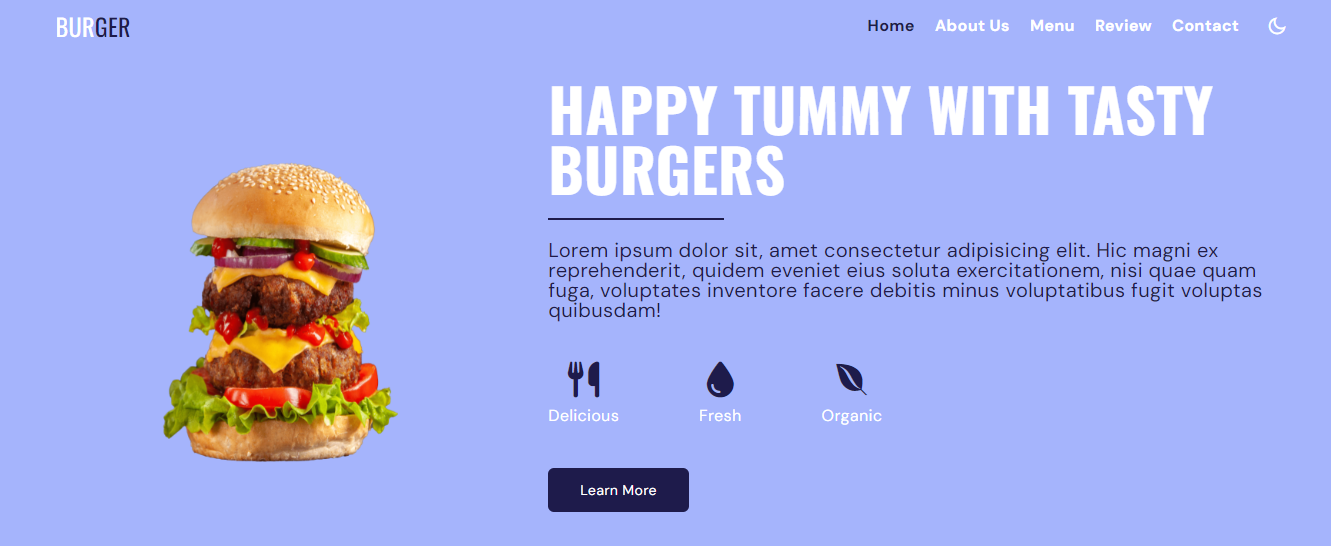 BURGER
Home About Us Menu Review Contact
HAPPY TUMMY WITH TASTY
BURGERS
Lorem ipsum dolor sit, amet consectetur adipisicing elit. Hic magni ex
reprehenderit, quidem eveniet eius soluta exercitationem, nisi quae quam
fuga, voluptates inventore facere debitis minus voluptatibus fugit voluptas
quibusdam!
Delicious Fresh Organic
Learn More